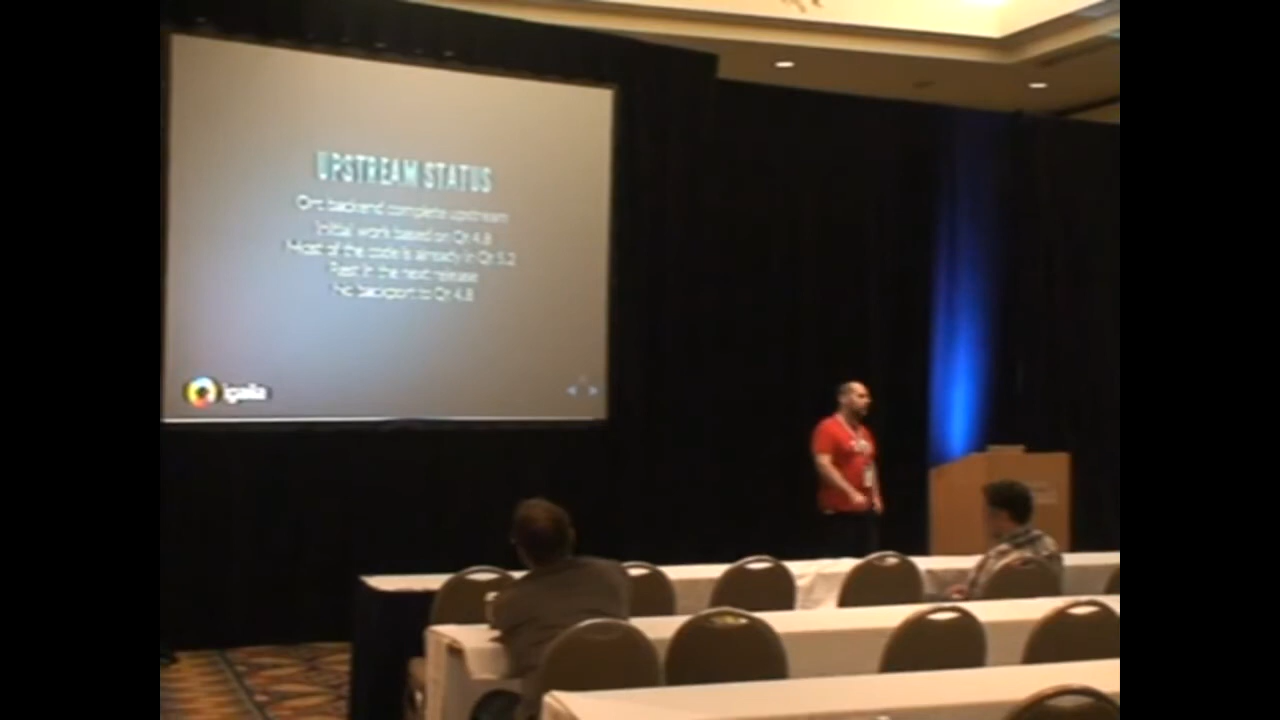 UPSTREAM STATUS
Orc backend complete upstream
Initial work based on Qt 4.8
Most of the code is already in Qt 5.2
Rest in the next release
No backport to Qt 4.8
igalia